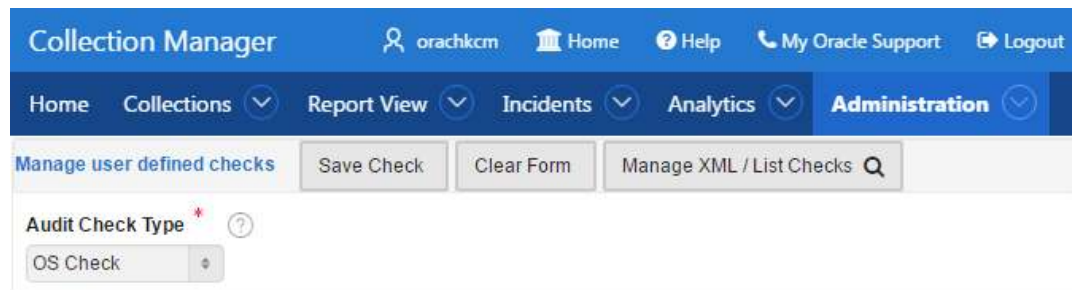 Collection Manager orachkcm Home ? Help My Oracle Support Logout
Home Collections Report View Incidents Analytics Administration
Manage user defined checks Save Check Clear Form Manage XML / List Checks
Audit Check Type * ?
OS Check